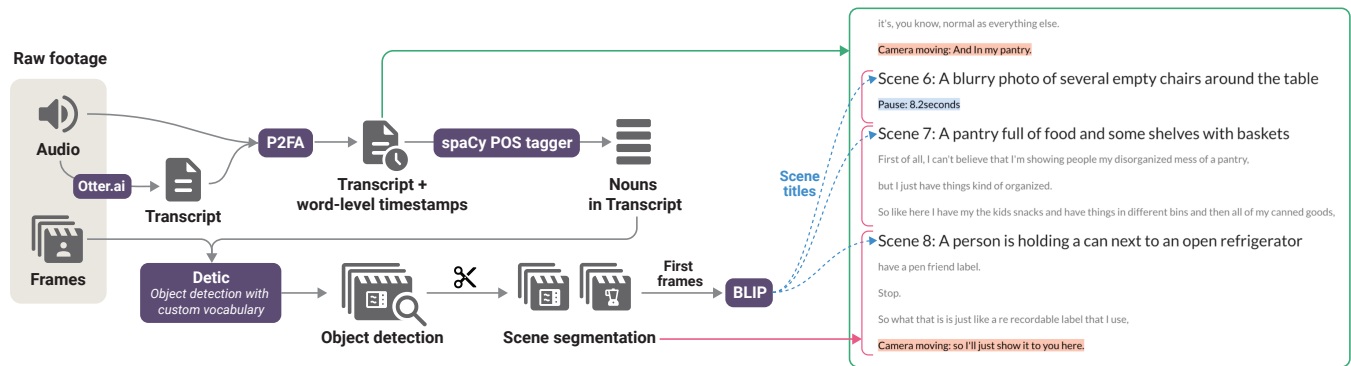 Raw footage
Audio
Otter.ai
Transcript
Frames
P2FA
Transcript +
word-level timestamps
spaCy POS tagger
Nouns
in Transcript
Detic
Object detection with
custom vocabulary
Object detection
Scene segmentation
First
frames
BLIP
Scene
titles
it's, you know, normal as everything else.
Camera moving: And In my pantry.
Scene 6: A blurry photo of several empty chairs around the table
Pause: 8.2seconds
Scene 7: A pantry full of food and some shelves with baskets
First of all, I can't believe that I'm showing people my disorganized mess of a pantry,
but I just have things kind of organized.
So like here I have my the kids snacks and have things in different bins and then all of my canned goods,
Scene 8: A person is holding a can next to an open refrigerator
have a pen friend label.
Stop.
So what that is is just like a re recordable label that I use,
Camera moving: so I'll just show it to you here.